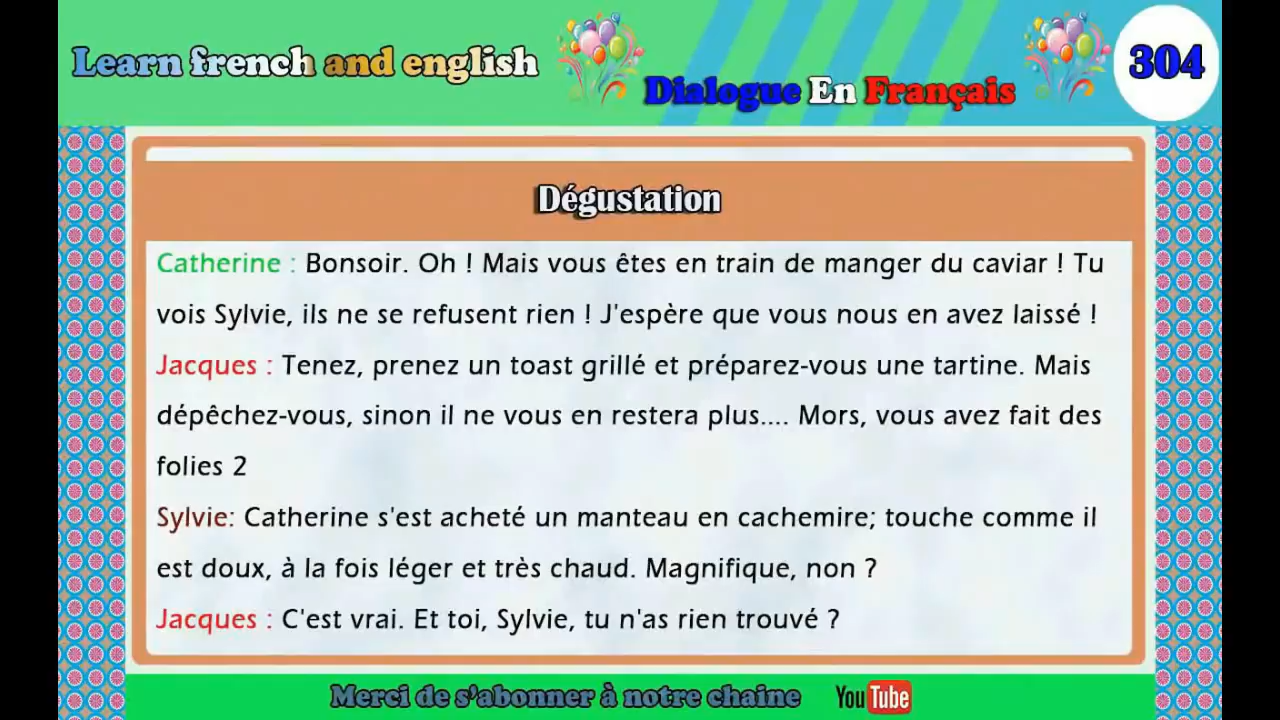 Learn french and english
Dialogue En Français
304
Dégustation
Catherine : Bonsoir. Oh ! Mais vous êtes en train de manger du caviar ! Tu
vois Sylvie, ils ne se refusent rien ! J'espère que vous nous en avez laissé !
Jacques : Tenez, prenez un toast grillé et préparez-vous une tartine. Mais
dépêchez-vous, sinon il ne vous en restera plus.... Mors, vous avez fait des
folies 2
Sylvie: Catherine s'est acheté un manteau en cachemire; touche comme il
est doux, à la fois léger et très chaud. Magnifique, non ?
Jacques : C'est vrai. Et toi, Sylvie, tu n'as rien trouvé ?
Merci de s'abonner à notre chaine YouTube